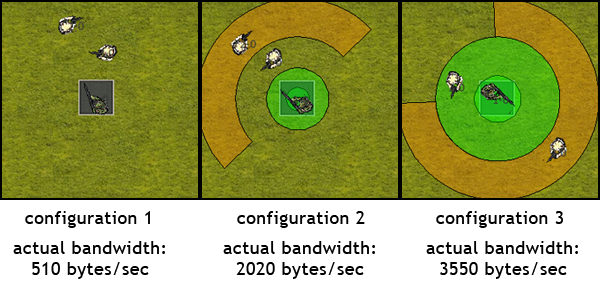 configuration 1
actual bandwidth:
510 bytes/sec
configuration 2
actual bandwidth:
2020 bytes/sec
configuration 3
actual bandwidth:
3550 bytes/sec